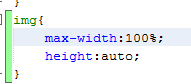 }
img{
max-width:100%;
height:auto;
}